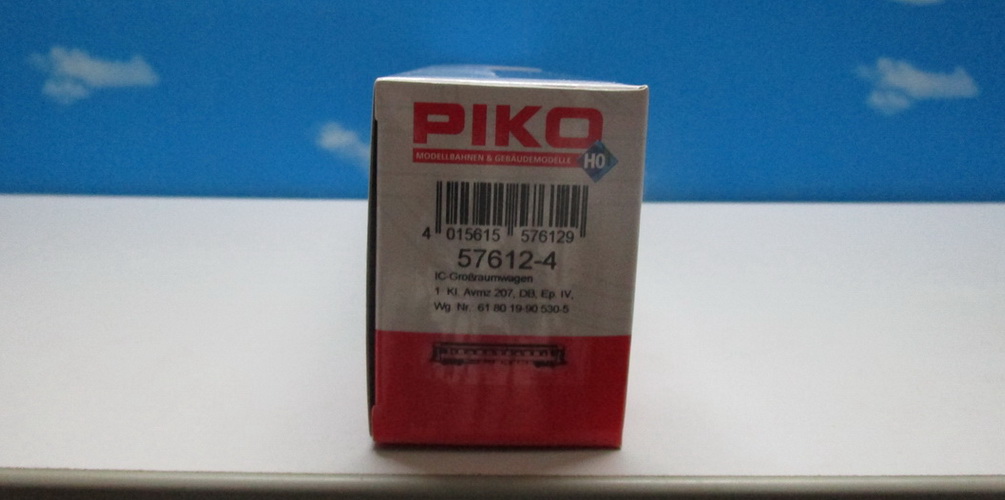 PIKO
MODELLBAHNEN & GEBÄUDEMODELLE
H0
4 015615 576129
57612-4
IC-Großraumwagen
1. Kl. Avmz 207, DB, Ep. IV,
Wg. Nr. 61 80 19-90 530-5